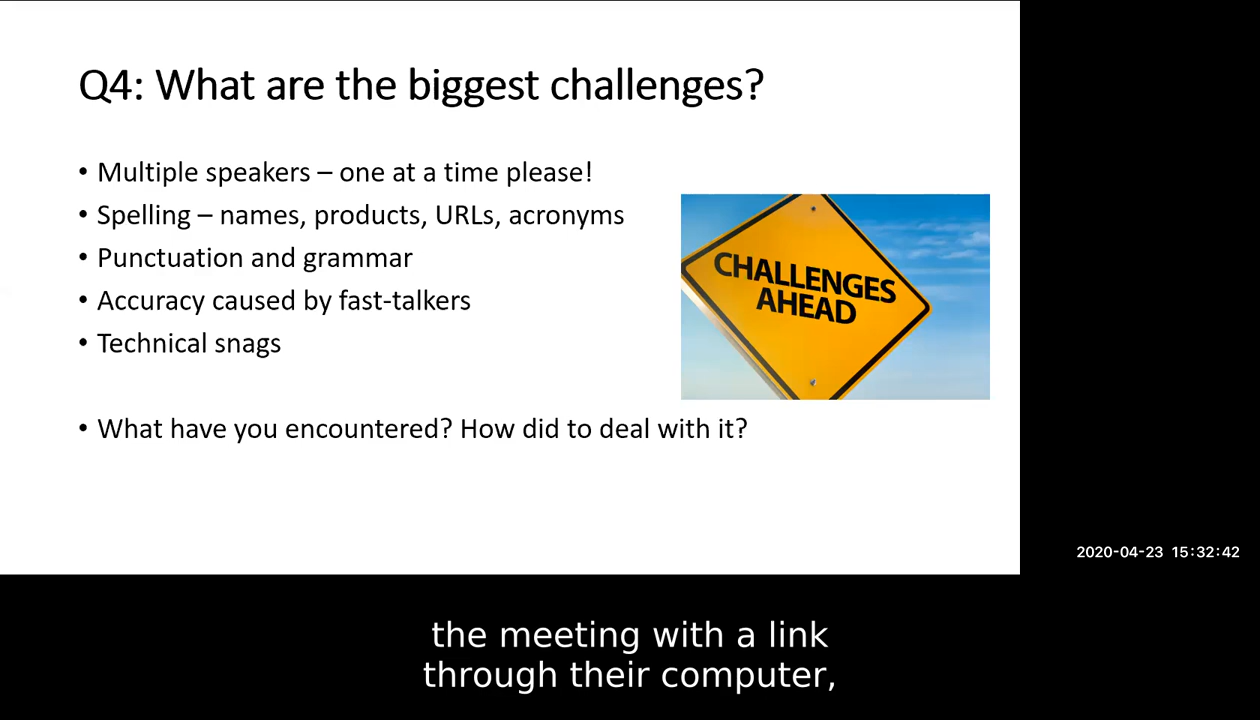 Q4: What are the biggest challenges?
• Multiple speakers – one at a time please!
• Spelling – names, products, URLs, acronyms
• Punctuation and grammar
• Accuracy caused by fast-talkers
• Technical snags
• What have you encountered? How did to deal with it?
CHALLENGES
AHEAD
2020-04-23 15:32:42
the meeting with a link
through their computer,